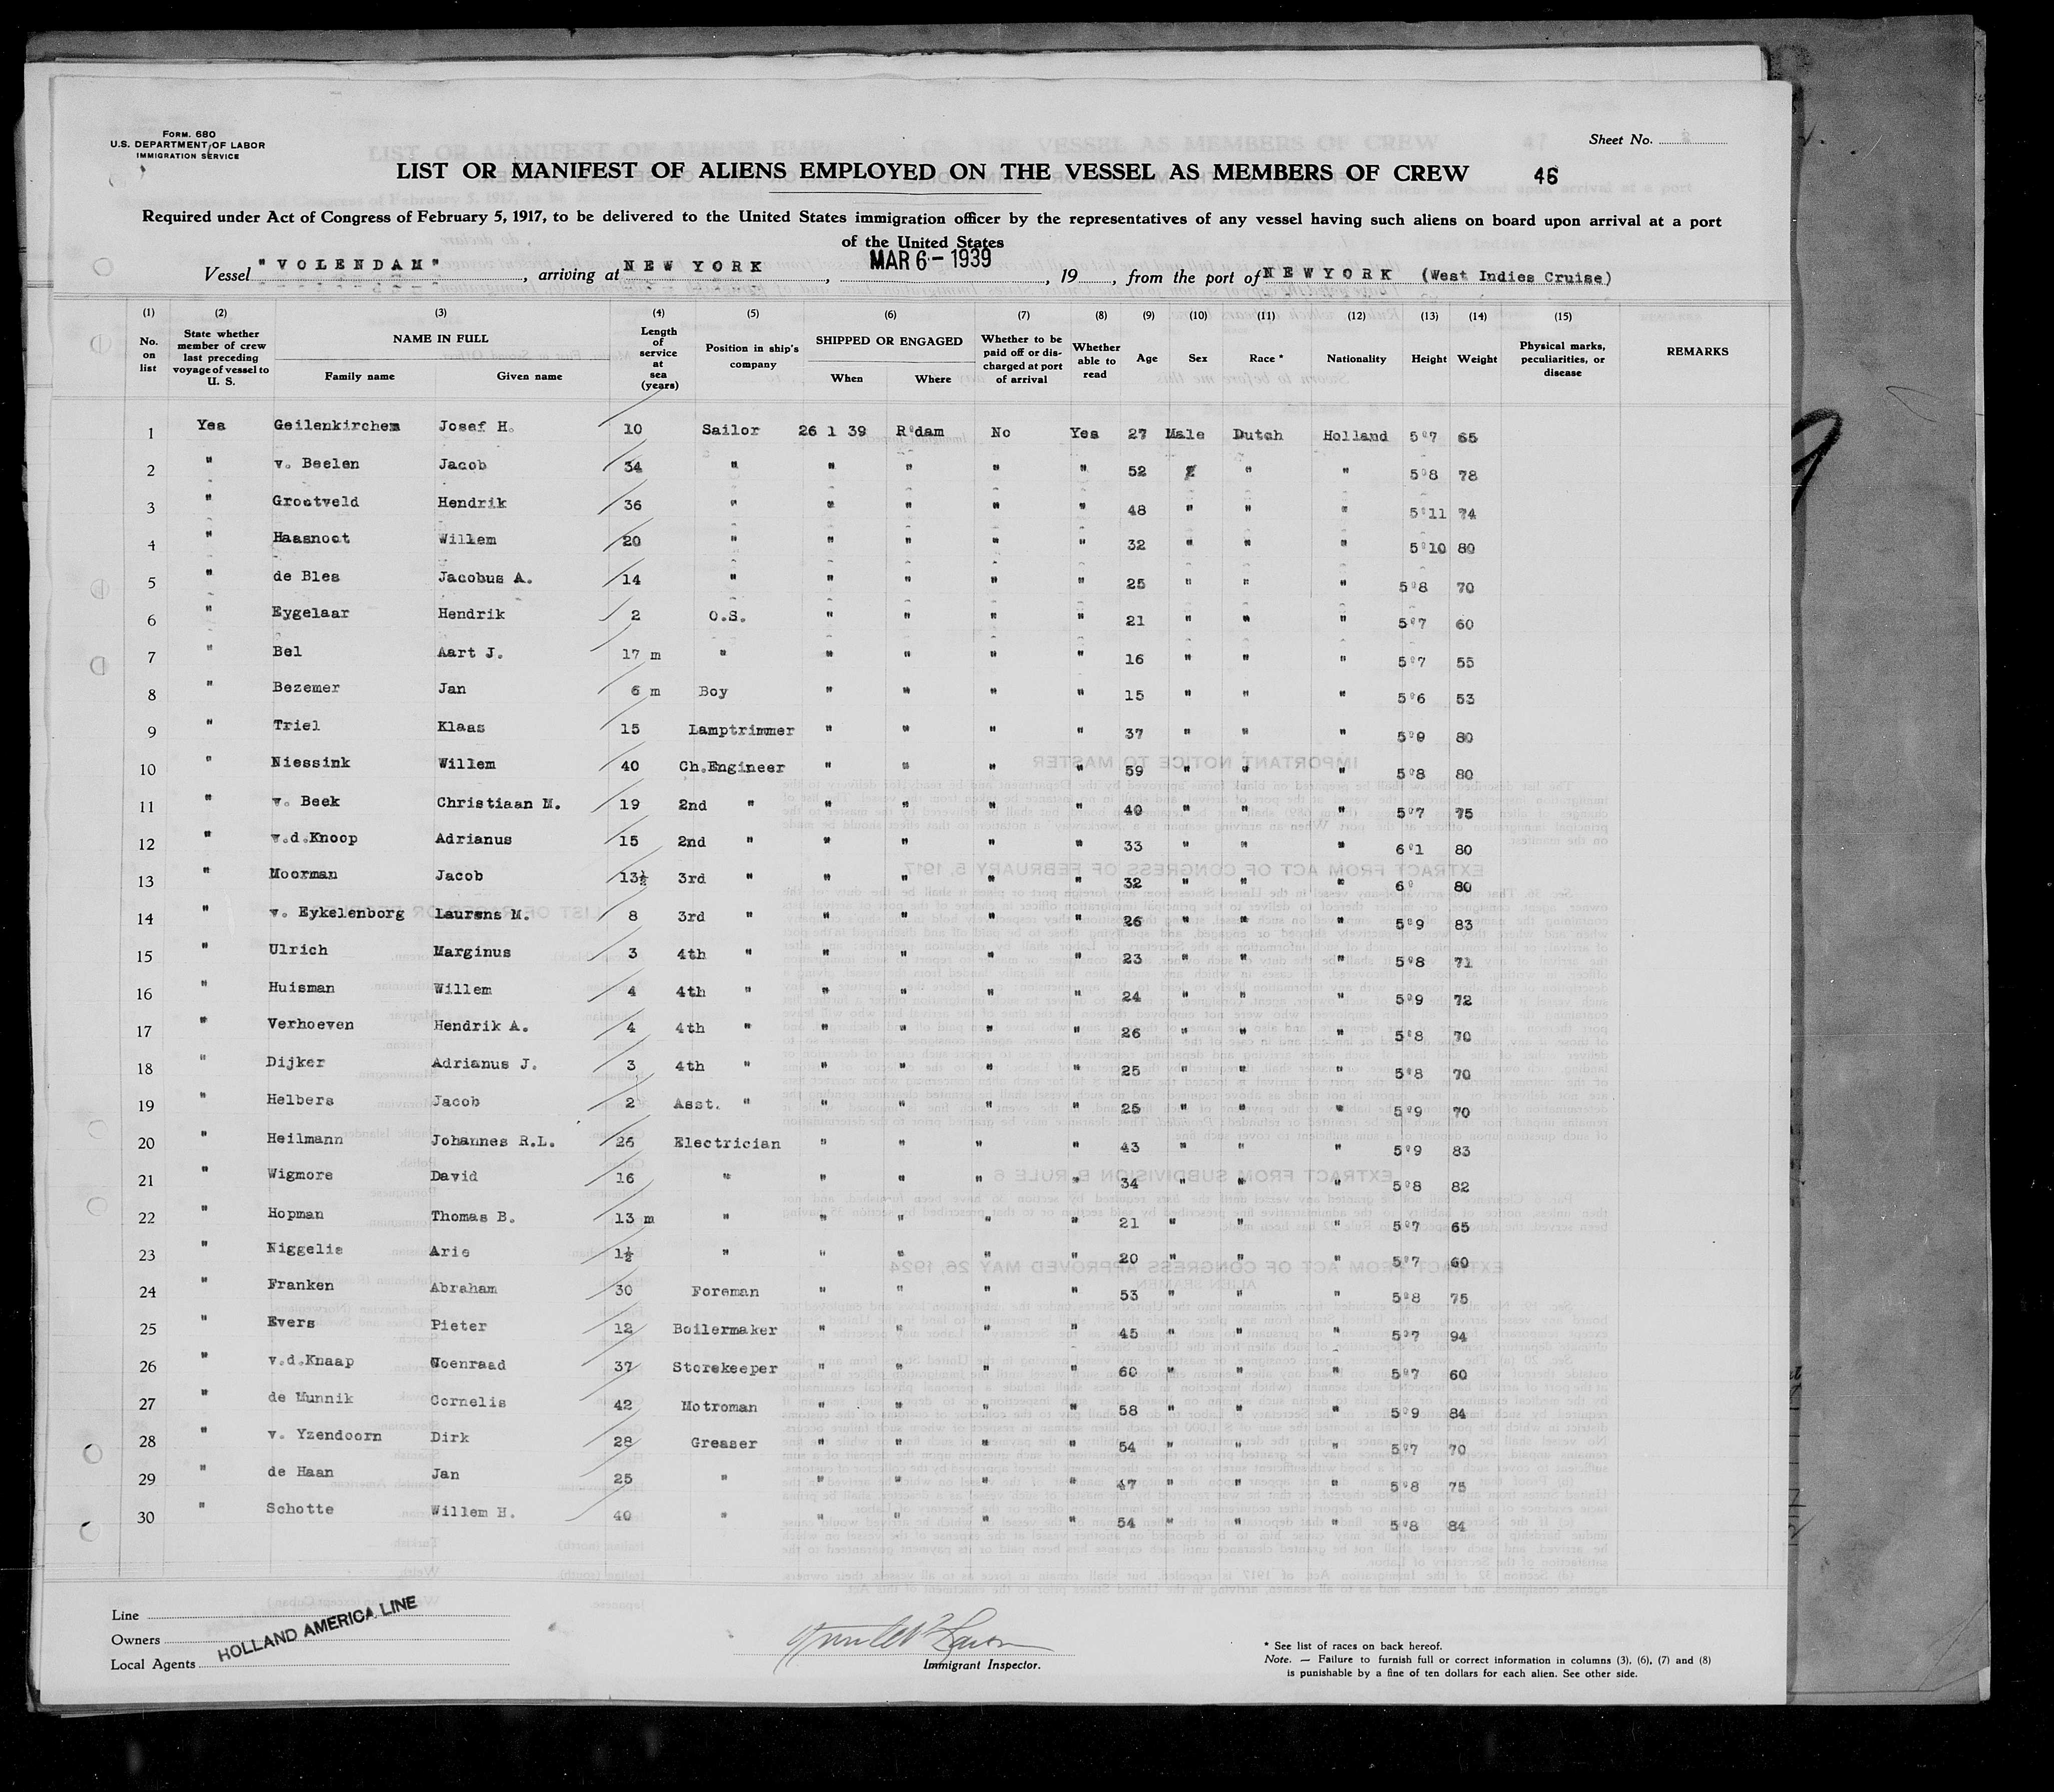 FORM. 680
U.S. DEPARTMENT OF LABOR
IMMIGRATION SERVICE
Sheet No.
LIST OR MANIFEST OF ALIENS EMPLOYED ON THE VESSEL AS MEMBERS OF CREW 46
Required under Act of Congress of February 5, 1917, to be delivered to the United States immigration officer by the representatives of any vessel having such aliens on board upon arrival at a port
of the United States
Vessel "VOLENDAM", arriving at NEW YORK, MAR 6 - 1939, 19, from the port of NEWYORK (West Indies Cruise)
(1) (2) (3) (4) (5) (6) (7) (8) (9) (10) (11) (12) (13) (14) (15)
No. on list State whether member of crew last preceding voyage of vessel to U. S. NAME IN FULL Family name Given name Length of service at sea (years) Position in ship's company SHIPPED OR ENGAGED When Where Whether to be paid off or discharged at port of arrival Whether able to read Age Sex Race * Nationality Height Weight Physical marks, peculiarities, or disease REMARKS
1 Yes Geilenkirchem Josef H. 10 Sailor 26 1 39 R°dam No Yes 27 Male Dutch Holland 5°7 65
2 " v. Beelen Jacob 34 " " " " " 52 " " 5°8 78
3 " Grootveld Hendrik 36 " " " " " 48 " " " 5°11 74
4 " Haasnoot Willem 20 " " " " " 32 " " " 5°10 80
5 " de Bles Jacobus A. 14 " " " " " 25 " " " 5°8 70
6 " Eygelaar Hendrik 2 O.S. " " " " 21 " " " 5°7 60
7 " Bel Aart J. 17 m " " " " " 16 " " " 5°7 55
8 " Bezemer Jan 6 m Boy " " " " 15 " " " 5°6 53
9 " Triel Klaas 15 Lamptrimmer " " " " 37 " " " 5°9 80
10 " Niessink Willem 40 Ch.Engineer " " " " 59 " " " 5°8 80
11 " v. Beek Christiaan M. 19 2nd " " " " " 40 " " " 5°7 75
12 " v.d.Knoop Adrianus 15 2nd " " " " " 33 " " " 6°1 80
13 " Moorman Jacob 13½ 3rd " " " " " 32 " " " 6° 80
14 " v. Eykelenborg Laurens M. 8 3rd " " " " " 26 " " " 5°9 83
15 " Ulrich Marginus 3 4th " " " " " 23 " " " 5°8 71
16 " Huisman Willem 4 4th " " " " " 24 " " " 5°9 72
17 " Verhoeven Hendrik A. 4 4th " " " " " 26 " " " 5°8 70
18 " Dijker Adrianus J. 3 4th " " " " " 25 " " " 5°8 70
19 " Helbers Jacob 2 Asst. " " " " " 25 " " " 5°9 70
20 " Heilmann Johannes R.L. 26 Electrician " " " " 43 " " " 5°9 83
21 " Wigmore David 16 " " " " " 34 " " " 5°8 82
22 " Hopman Thomas B. 13 m " " " " " 21 " " " 5°7 65
23 " Niggelie Arie 1½ " " " " " 20 " " " 5°7 60
24 " Franken Abraham 30 Foreman " " " " 53 " " " 5°8 75
25 " Evers Pieter 12 Boilermaker " " " " 45 " " " 5°7 94
26 " v.d.Knaap Coenraad 37 Storekeeper " " " " 60 " " " 5°7 60
27 " de Munnik Cornelis 42 Motroman " " " " 58 " " " 5°9 84
28 " v. Yzendoorn Dirk 28 Greaser " " " " 54 " " " 5°7 70
29 " de Haan Jan 25 " " " " " 47 " " " 5°8 75
30 " Schotte Willem H. 40 " " " " " 54 " " " 5°8 84
Line
Owners
Local Agents
HOLLAND AMERICA LINE
Immigrant Inspector.
* See list of races on back hereof.
Note. — Failure to furnish full or correct information in columns (3), (6), (7) and (8)
is punishable by a fine of ten dollars for each alien. See other side.